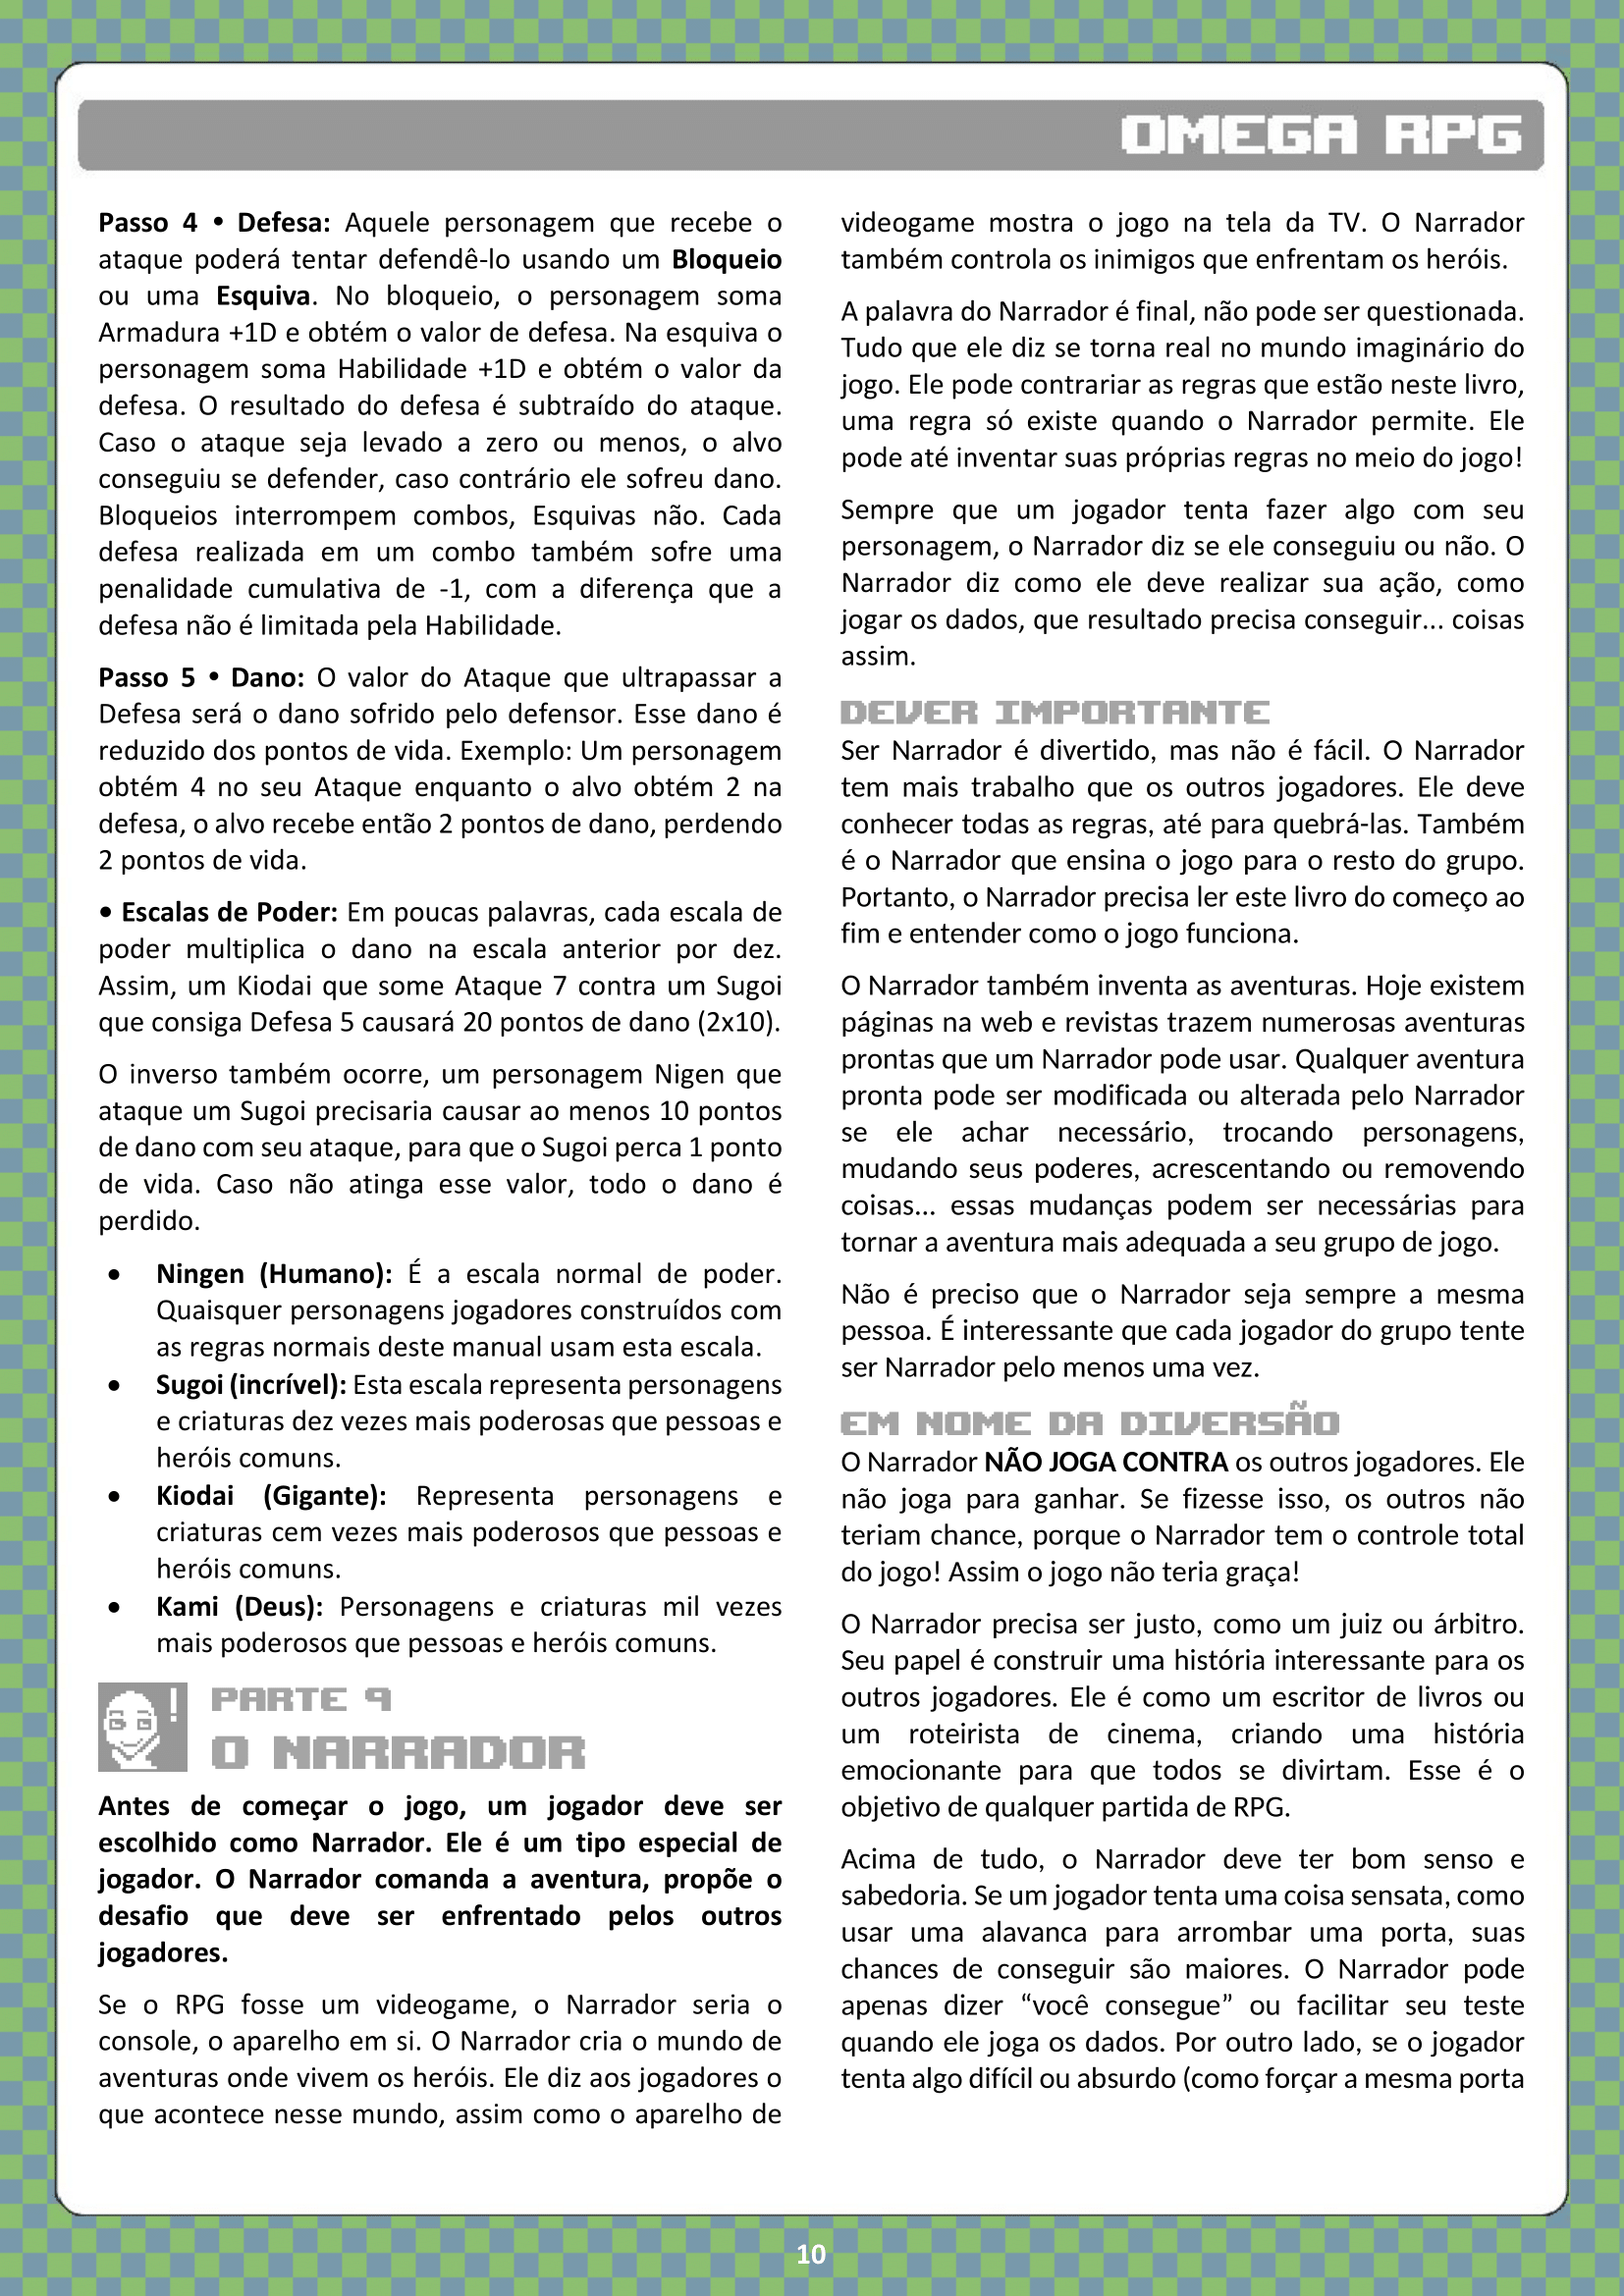 OMEGA RPG
Passo 4 • Defesa: Aquele personagem que recebe o
ataque poderá tentar defendê-lo usando um Bloqueio
ou uma Esquiva. No bloqueio, o personagem soma
Armadura +1D e obtém o valor de defesa. Na esquiva o
personagem soma Habilidade +1D e obtém o valor da
defesa. O resultado do defesa é subtraído do ataque.
Caso o ataque seja levado a zero ou menos, o alvo
conseguiu se defender, caso contrário ele sofreu dano.
Bloqueios interrompem combos, Esquivas não. Cada
defesa realizada em um combo também sofre uma
penalidade cumulativa de -1, com a diferença que a
defesa não é limitada pela Habilidade.
Passo 5 • Dano: O valor do Ataque que ultrapassar a
Defesa será o dano sofrido pelo defensor. Esse dano é
reduzido dos pontos de vida. Exemplo: Um personagem
obtém 4 no seu Ataque enquanto o alvo obtém 2 na
defesa, o alvo recebe então 2 pontos de dano, perdendo
2 pontos de vida.
• Escalas de Poder: Em poucas palavras, cada escala de
poder multiplica o dano na escala anterior por dez.
Assim, um Kiodai que some Ataque 7 contra um Sugoi
que consiga Defesa 5 causará 20 pontos de dano (2x10).
O inverso também ocorre, um personagem Nigen que
ataque um Sugoi precisaria causar ao menos 10 pontos
de dano com seu ataque, para que o Sugoi perca 1 ponto
de vida. Caso não atinga esse valor, todo o dano é
perdido.
• Ningen (Humano): É a escala normal de poder.
Quaisquer personagens jogadores construídos com
as regras normais deste manual usam esta escala.
• Sugoi (incrível): Esta escala representa personagens
e criaturas dez vezes mais poderosas que pessoas e
heróis comuns.
• Kiodai (Gigante): Representa personagens e
criaturas cem vezes mais poderosos que pessoas e
heróis comuns.
• Kami (Deus): Personagens e criaturas mil vezes
mais poderosos que pessoas e heróis comuns.
PARTE 9
O NARRADOR
Antes de começar o jogo, um jogador deve ser
escolhido como Narrador. Ele é um tipo especial de
jogador. O Narrador comanda a aventura, propõe o
desafio que deve ser enfrentado pelos outros
jogadores.
Se o RPG fosse um videogame, o Narrador seria o
console, o aparelho em si. O Narrador cria o mundo de
aventuras onde vivem os heróis. Ele diz aos jogadores o
que acontece nesse mundo, assim como o aparelho de
videogame mostra o jogo na tela da TV. O Narrador
também controla os inimigos que enfrentam os heróis.
A palavra do Narrador é final, não pode ser questionada.
Tudo que ele diz se torna real no mundo imaginário do
jogo. Ele pode contrariar as regras que estão neste livro,
uma regra só existe quando o Narrador permite. Ele
pode até inventar suas próprias regras no meio do jogo!
Sempre que um jogador tenta fazer algo com seu
personagem, o Narrador diz se ele conseguiu ou não. O
Narrador diz como ele deve realizar sua ação, como
jogar os dados, que resultado precisa conseguir... coisas
assim.
DEVER IMPORTANTE
Ser Narrador é divertido, mas não é fácil. O Narrador
tem mais trabalho que os outros jogadores. Ele deve
conhecer todas as regras, até para quebrá-las. Também
é o Narrador que ensina o jogo para o resto do grupo.
Portanto, o Narrador precisa ler este livro do começo ao
fim e entender como o jogo funciona.
O Narrador também inventa as aventuras. Hoje existem
páginas na web e revistas trazem numerosas aventuras
prontas que um Narrador pode usar. Qualquer aventura
pronta pode ser modificada ou alterada pelo Narrador
se ele achar necessário, trocando personagens,
mudando seus poderes, acrescentando ou removendo
coisas... essas mudanças podem ser necessárias para
tornar a aventura mais adequada a seu grupo de jogo.
Não é preciso que o Narrador seja sempre a mesma
pessoa. É interessante que cada jogador do grupo tente
ser Narrador pelo menos uma vez.
EM NOME DA DIVERSÃO
O Narrador NÃO JOGA CONTRA os outros jogadores. Ele
não joga para ganhar. Se fizesse isso, os outros não
teriam chance, porque o Narrador tem o controle total
do jogo! Assim o jogo não teria graça!
O Narrador precisa ser justo, como um juiz ou árbitro.
Seu papel é construir uma história interessante para os
outros jogadores. Ele é como um escritor de livros ou
um roteirista de cinema, criando uma história
emocionante para que todos se divirtam. Esse é o
objetivo de qualquer partida de RPG.
Acima de tudo, o Narrador deve ter bom senso e
sabedoria. Se um jogador tenta uma coisa sensata, como
usar uma alavanca para arrombar uma porta, suas
chances de conseguir são maiores. O Narrador pode
apenas dizer “você consegue” ou facilitar seu teste
quando ele joga os dados. Por outro lado, se o jogador
tenta algo difícil ou absurdo (como forçar a mesma porta
10